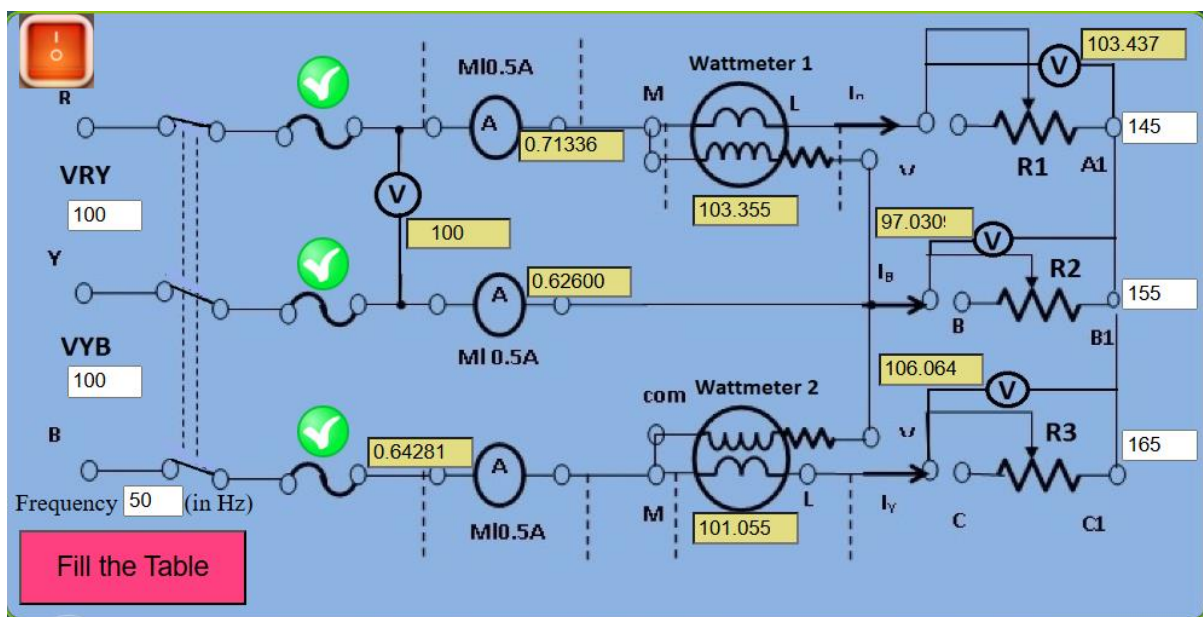 R
MI0.5A
A
0.71336
Wattmeter 1
M
L
103.355
V
103.437
R1
A1
145
VRY
100
V
100
Y
A
0.62600
MI 0.5A
97.030
V
I_B
R2
B
B1
155
VYB
100
Wattmeter 2
com
M
L
101.055
106.064
V
I_Y
R3
C
C1
165
B
0.64281
A
MI0.5A
Frequency 50 (in Hz)
Fill the Table